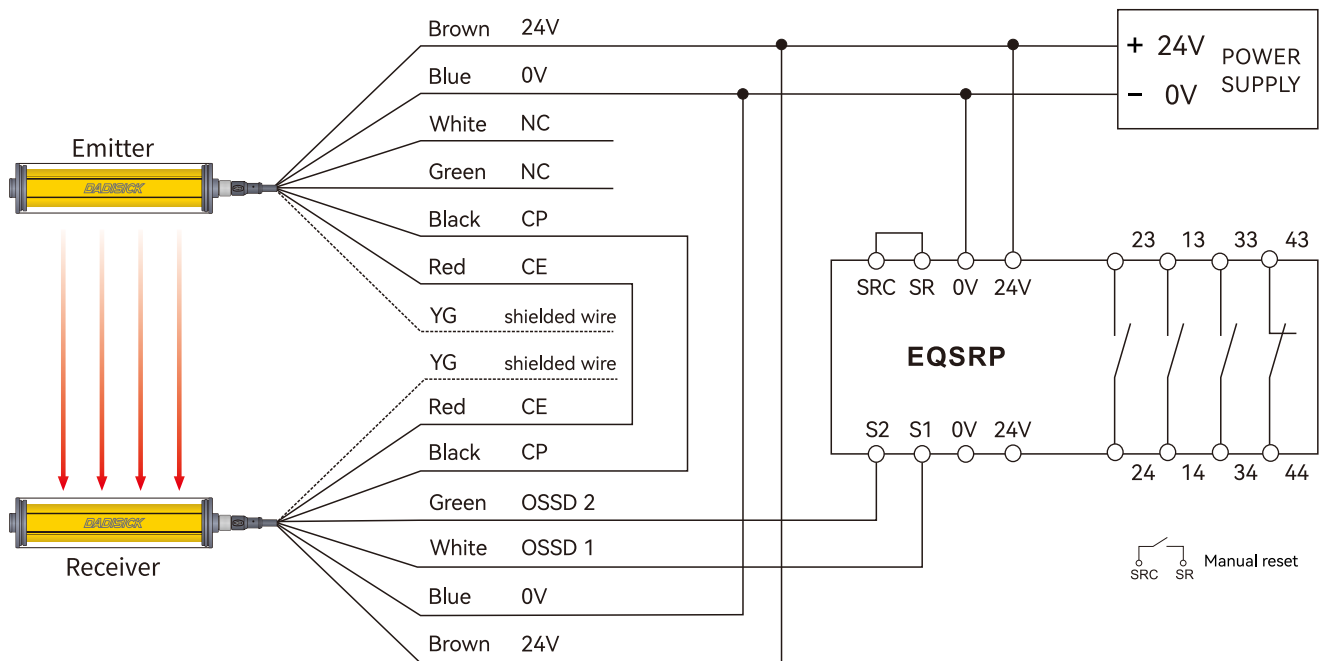 Brown 24V
+ 24V POWER SUPPLY
Blue 0V
- 0V
White NC
Emitter
Green NC
DADISICK
Black CP
23 13 33 43
Red CE
SRC SR 0V 24V
YG shielded wire
EQSRP
YG shielded wire
Red CE
S2 S1 0V 24V
Black CP
24 14 34 44
Green OSSD 2
DADISICK
White OSSD 1
Receiver
Manual reset
SRC SR
Blue 0V
Brown 24V